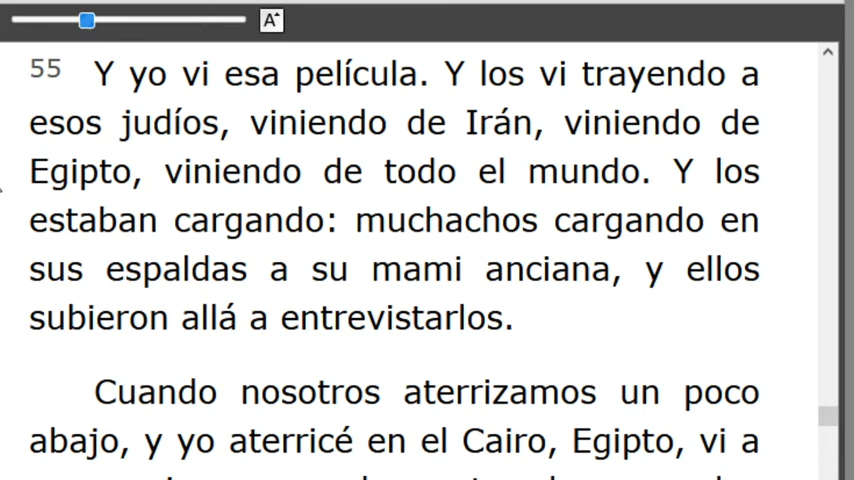 A
55 Y yo vi esa película. Y los vi trayendo a
esos judíos, viniendo de Irán, viniendo de
Egipto, viniendo de todo el mundo. Y los
estaban cargando: muchachos cargando en
sus espaldas a su mami anciana, y ellos
subieron allá a entrevistarlos.
Cuando nosotros aterrizamos un poco
abajo, y yo aterricé en el Cairo, Egipto, vi a